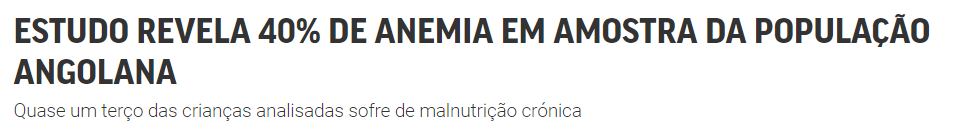 ESTUDO REVELA 40% DE ANEMIA EM AMOSTRA DA POPULAÇÃO
ANGOLANA
Quase um terço das crianças analisadas sofre de malnutrição crónica